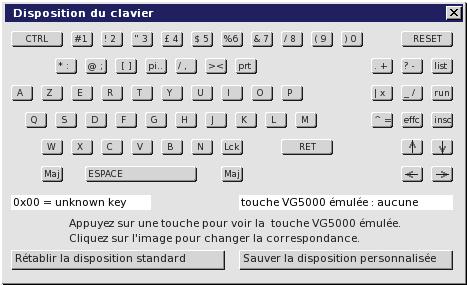 Disposition du clavier
CTRL #1 ! 2 " 3 £ 4 $ 5 %6 & 7 / 8 ( 9 ) 0 RESET
* : @ ; [ ] pi.. / , >< prt . + ? - list
A Z E R T Y U I O P | x _ / run
Q S D F G H J K L M ^ = effc insc
W X C V B N Lck RET ↑ ↓
Maj ESPACE Maj ← →
0x00 = unknown key touche VG5000 émulée : aucune
Appuyez sur une touche pour voir la touche VG5000 émulée.
Cliquez sur l'image pour changer la correspondance.
Rétablir la disposition standard Sauver la disposition personnalisée